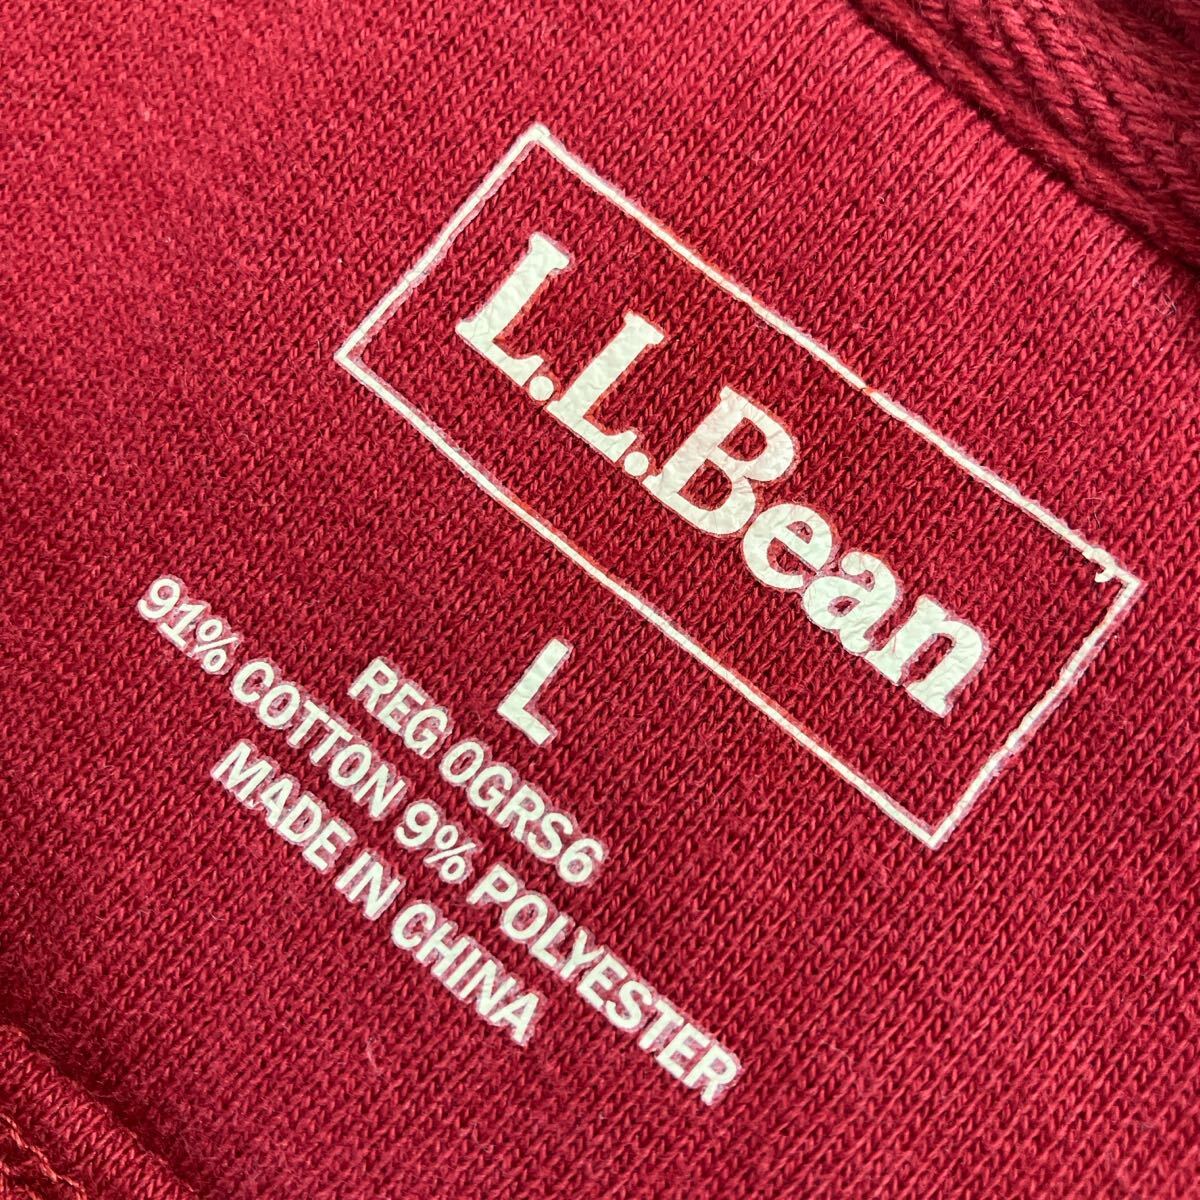 L.L.Bean
L
REG 0GRS6
91% COTTON 9% POLYESTER
MADE IN CHINA